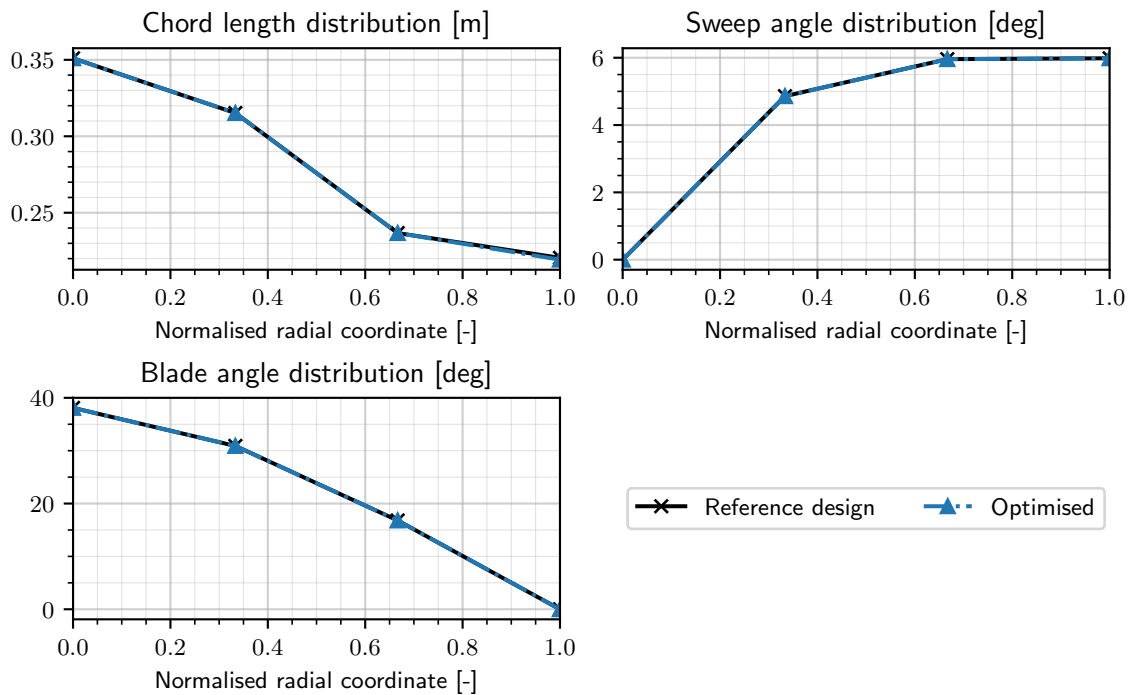 Chord length distribution [m]
0.35
0.30
0.25
0.0 0.2 0.4 0.6 0.8 1.0
Normalised radial coordinate [-]
Sweep angle distribution [deg]
6
4
2
0
0.0 0.2 0.4 0.6 0.8 1.0
Normalised radial coordinate [-]
Blade angle distribution [deg]
40
20
0
0.0 0.2 0.4 0.6 0.8 1.0
Normalised radial coordinate [-]
Reference design Optimised